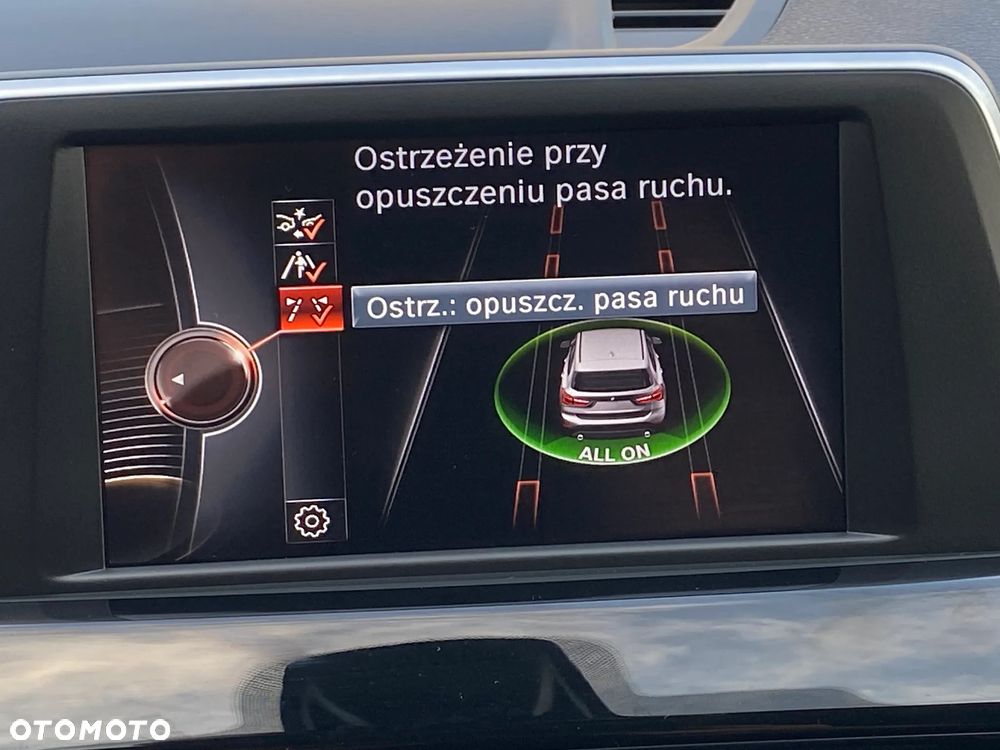 Ostrzeżenie przy
opuszczeniu pasa ruchu.
Ostrz.: opuszcz. pasa ruchu
ALL ON
OTOMOTO